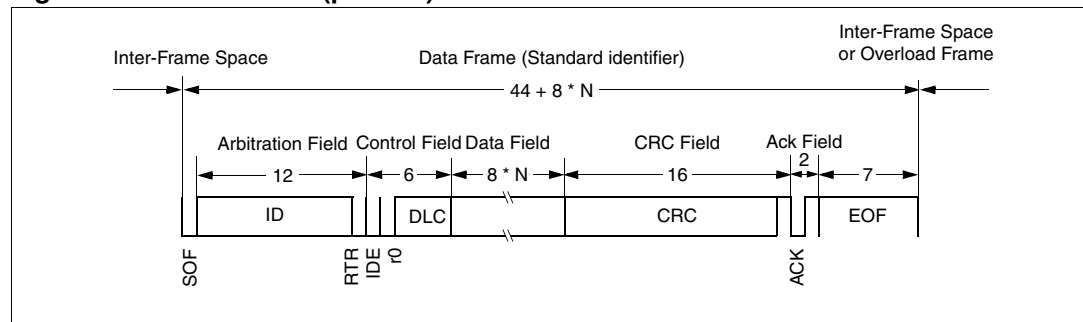 Inter-Frame Space
Data Frame (Standard identifier)
Inter-Frame Space
or Overload Frame
44 + 8 * N
Arbitration Field Control Field Data Field CRC Field Ack Field
12 6 8 * N 16 2 7
ID DLC CRC EOF
SOF RTR IDE r0 ACK